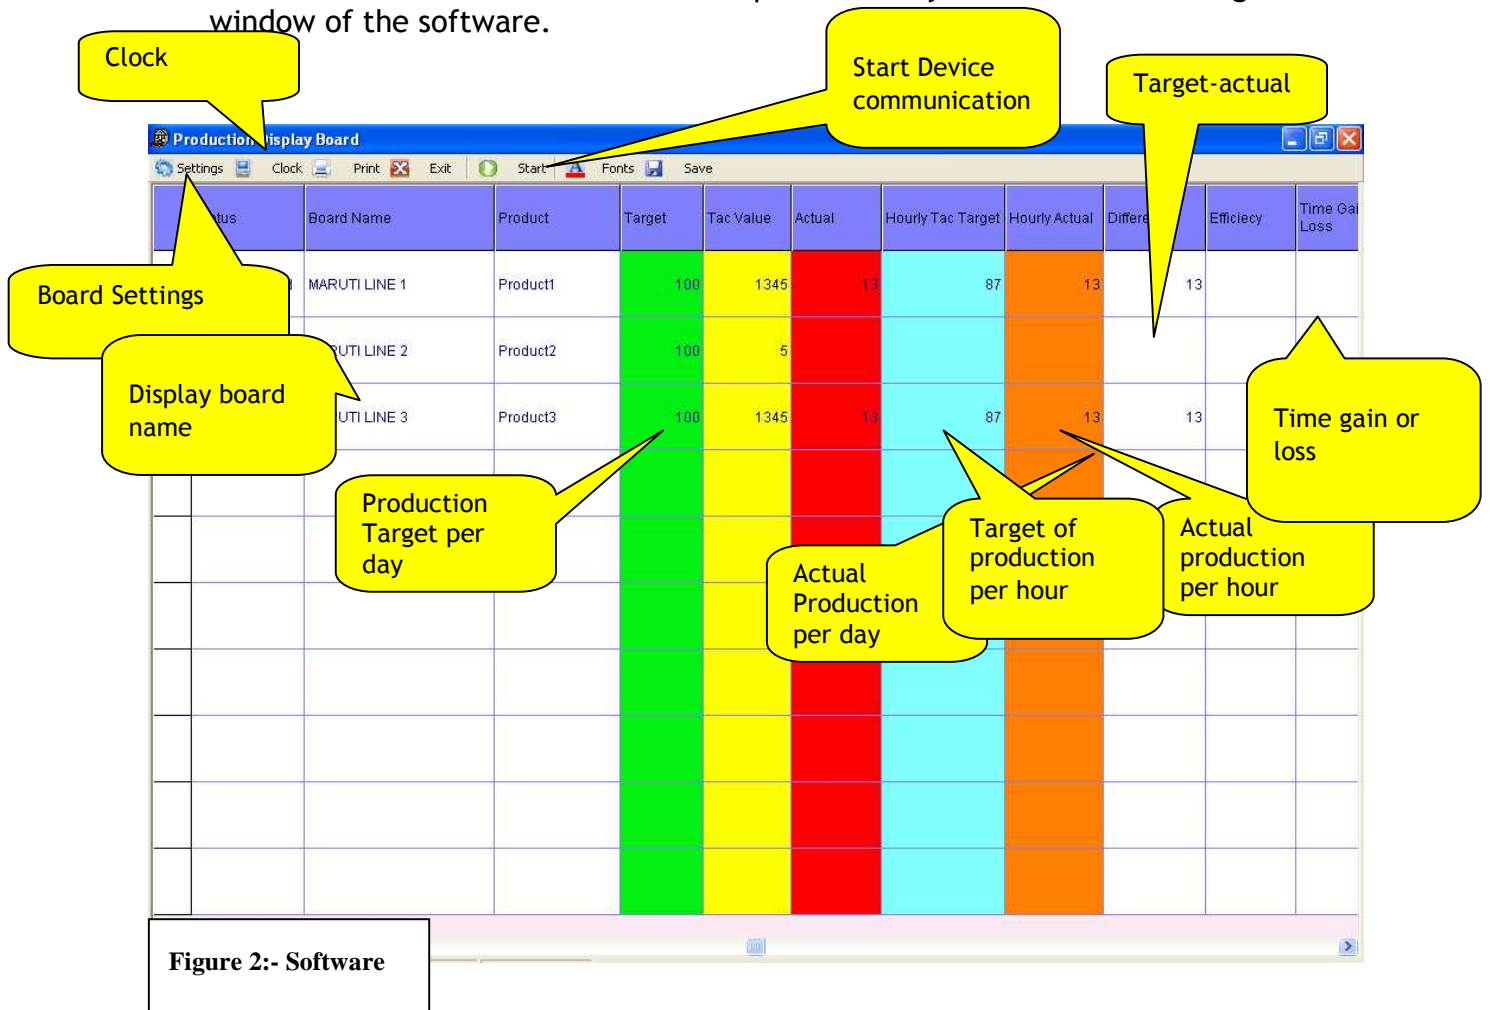 window of the software.
Clock
Start Device
communication
Target-actual
Production Display Board
Settings Clock Print Exit Start Fonts Save
Board Name Product Target Tac Value Actual Hourly Tac Target Hourly Actual Efficiecy Time Gai
Loss
MARUTI LINE 1 Product1 100 1345 13 87 13 13
Board Settings
LINE 2 Product2 100 5
Display board
name
LINE 3 Product3 100 1345 13 87 13 13
Time gain or
loss
Production
Target per
day
Actual
Production
per day
Target of
production
per hour
Actual
production
per hour
Figure 2:- Software